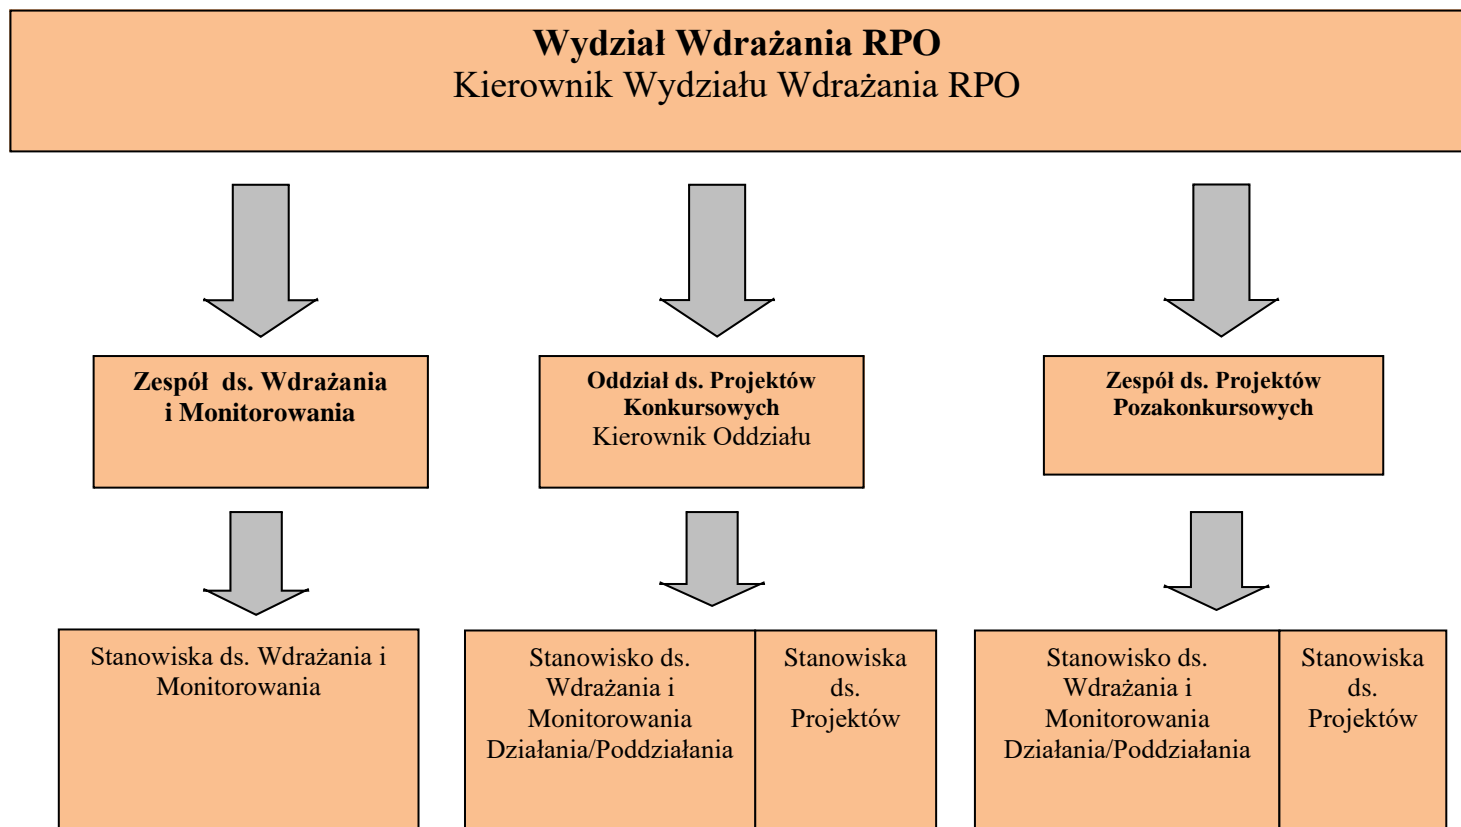 Wydział Wdrażania RPO
Kierownik Wydziału Wdrażania RPO
Zespół ds. Wdrażania
i Monitorowania
Oddział ds. Projektów
Konkursowych
Kierownik Oddziału
Zespół ds. Projektów
Pozakonkursowych
Stanowiska ds. Wdrażania i
Monitorowania
Stanowisko ds.
Wdrażania i
Monitorowania
Działania/Poddziałania
Stanowiska
ds.
Projektów
Stanowisko ds.
Wdrażania i
Monitorowania
Działania/Poddziałania
Stanowiska
ds.
Projektów